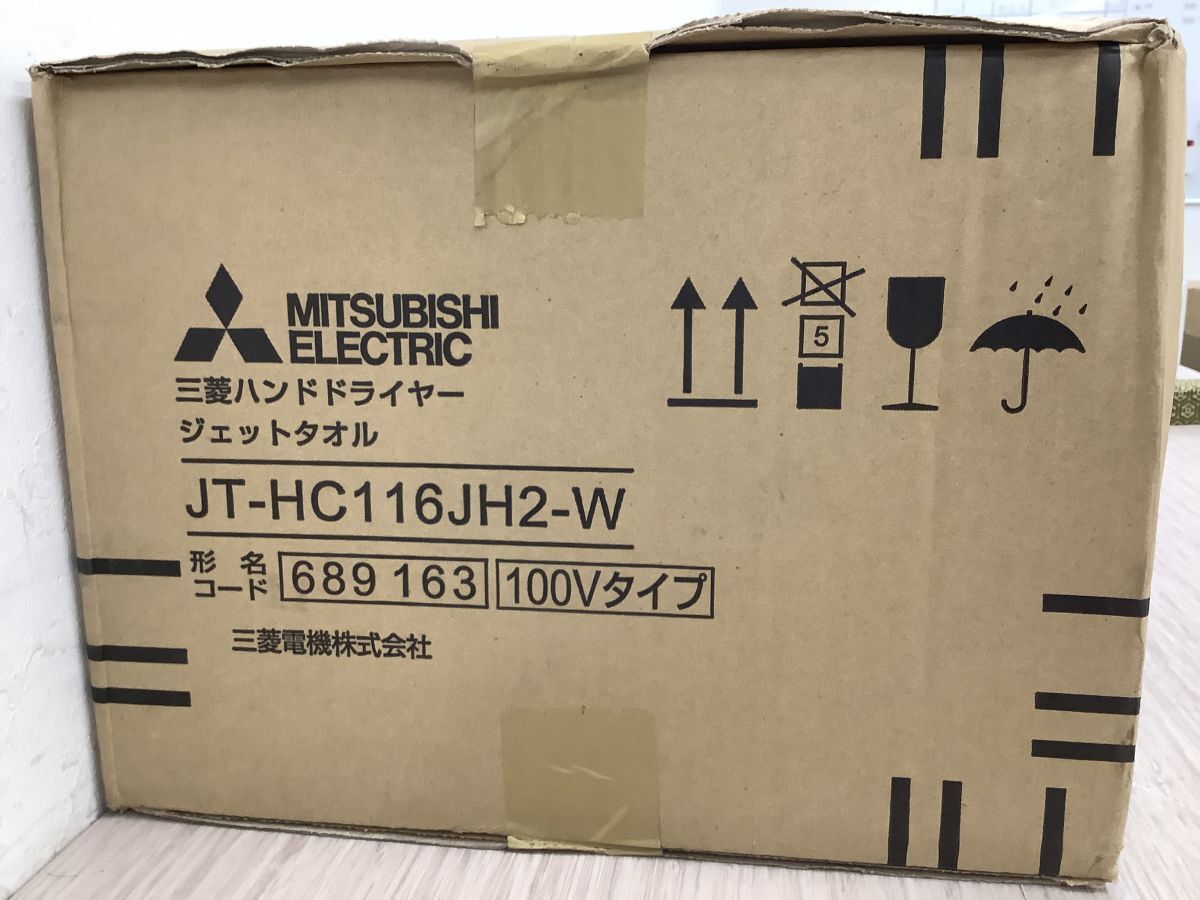 MITSUBISHI
ELECTRIC
三菱ハンドドライヤー
ジェットタオル
JT-HC116JH2-W
形名
コード 689 163 100Vタイプ
三菱電機株式会社
5